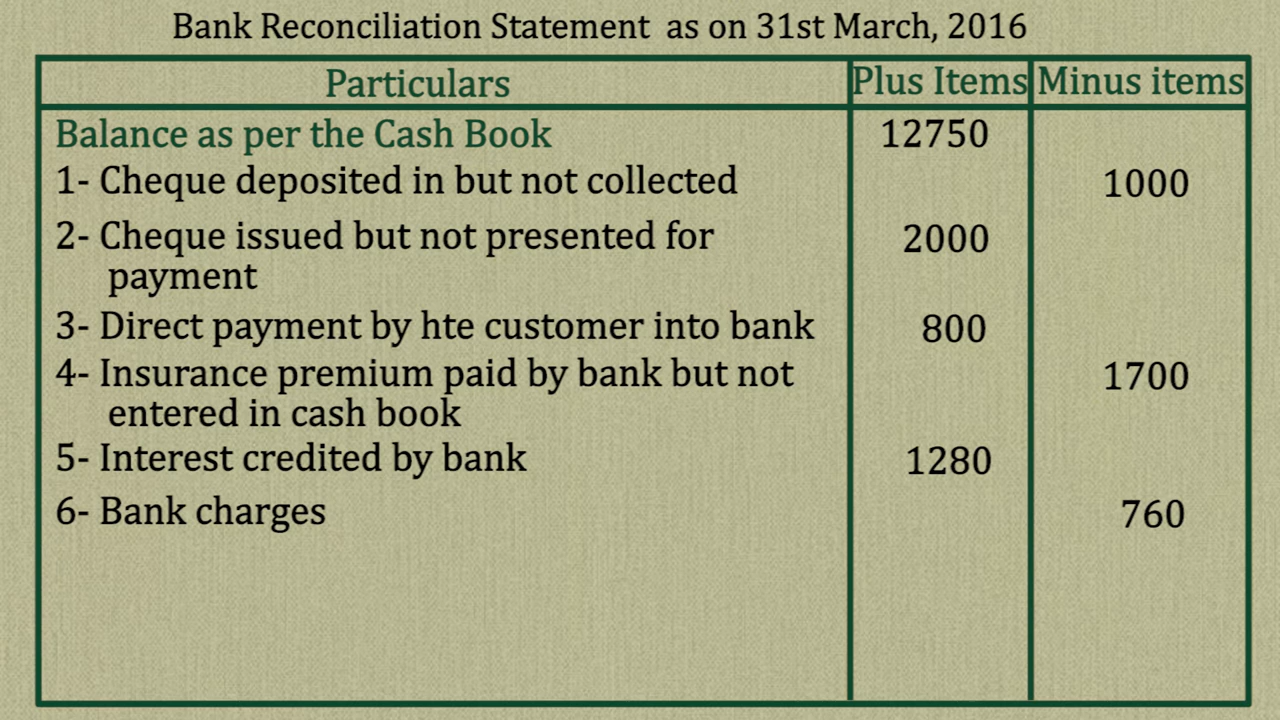 Bank Reconciliation Statement as on 31st March, 2016
Particulars Plus Items Minus items
Balance as per the Cash Book 12750
1- Cheque deposited in but not collected 1000
2- Cheque issued but not presented for 2000
payment
3- Direct payment by hte customer into bank 800
4- Insurance premium paid by bank but not 1700
entered in cash book
5- Interest credited by bank 1280
6- Bank charges 760